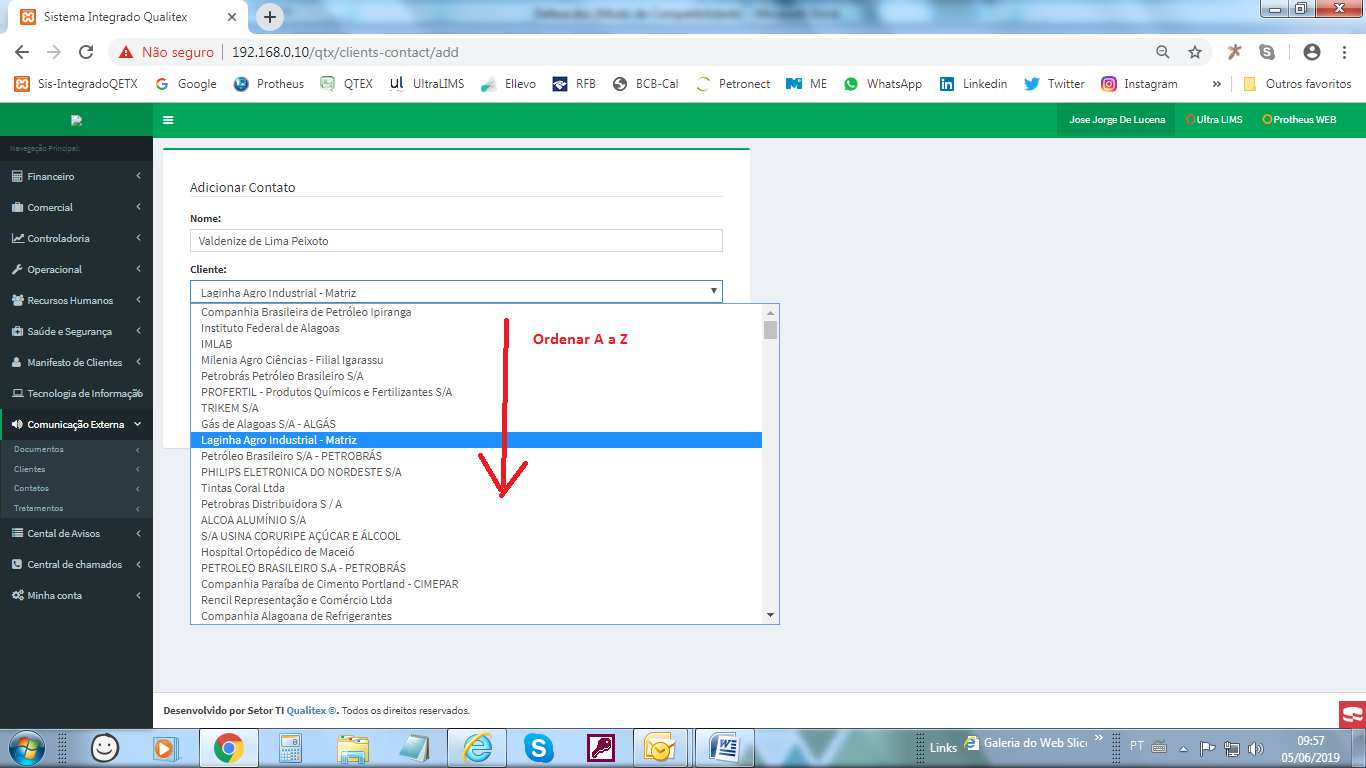 Sistema Integrado Qualitex
Não seguro
192.168.0.10/qtx/clients-contact/add
Sis-IntegradoQETX
Google
Protheus
QTEX
UltraLIMS
Ellevo
RFB
BCB-Cal
Petronect
ME
WhatsApp
Linkedin
Twitter
Instagram
»
Outros favoritos
Jose Jorge De Lucena
Ultra LIMS
Protheus WEB
Navegação Principal:
Financeiro
Comercial
Controladoria
Operacional
Recursos Humanos
Saúde e Segurança
Manifesto de Clientes
Tecnologia de Informação
Comunicação Externa
Documentos
Clientes
Contatos
Tratamentos
Cental de Avisos
Central de chamados
Minha conta
Adicionar Contato
Nome:
Valdenize de Lima Peixoto
Cliente:
Laginha Agro Industrial - Matriz
Companhia Brasileira de Petróleo Ipiranga
Instituto Federal de Alagoas
IMLAB
Milenia Agro Ciências - Filial Igarassu
Petrobrás Petróleo Brasileiro S/A
PROFERTIL - Produtos Químicos e Fertilizantes S/A
TRIKEM S/A
Gás de Alagoas S/A - ALGÁS
Laginha Agro Industrial - Matriz
Petróleo Brasileiro S/A - PETROBRÁS
PHILIPS ELETRONICA DO NORDESTE S/A
Tintas Coral Ltda
Petrobras Distribuidora S / A
ALCOA ALUMÍNIO S/A
S/A USINA CORURIPE AÇÚCAR E ÁLCOOL
Hospital Ortopédico de Maceió
PETROLEO BRASILEIRO S.A - PETROBRÁS
Companhia Paraíba de Cimento Portland - CIMEPAR
Rencil Representação e Comércio Ltda
Companhia Alagoana de Refrigerantes
Ordenar A a Z
Desenvolvido por Setor TI Qualitex ©. Todos os direitos reservados.
Links
Galeria do Web Slice
»
PT
09:57
05/06/2019